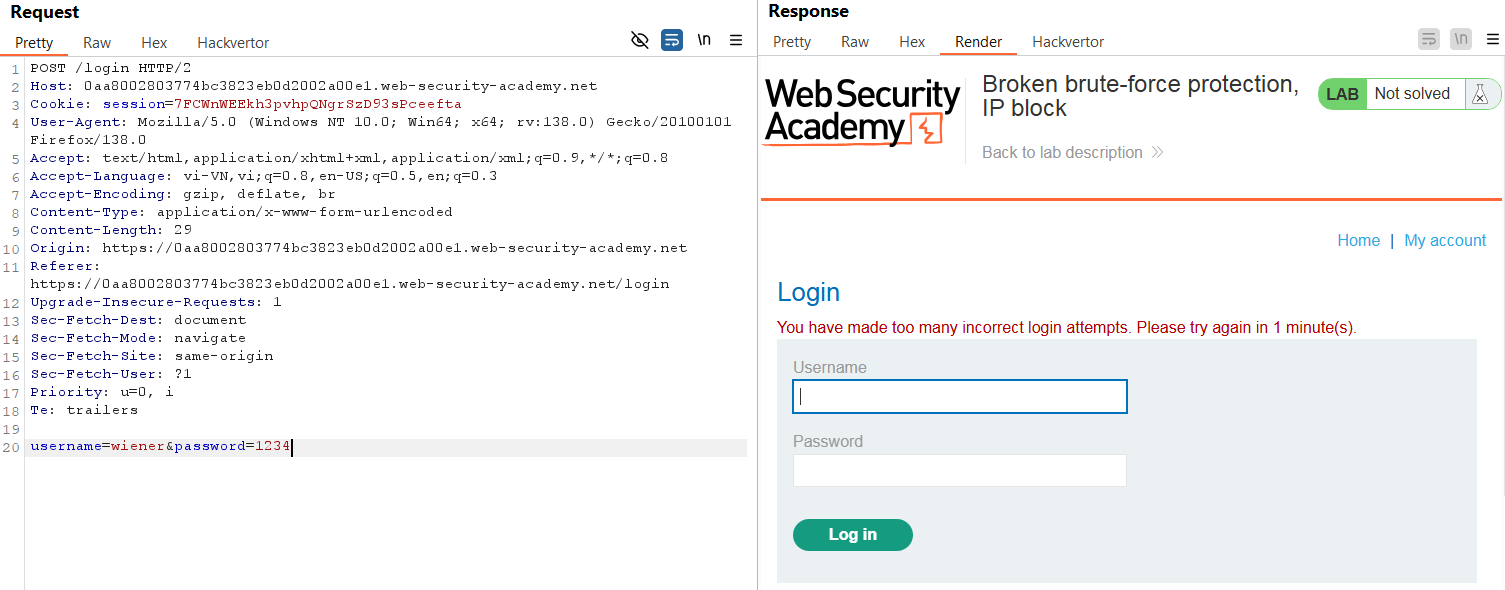 Request
Pretty Raw Hex Hackvertor \n
1 POST /login HTTP/2
2 Host: 0aa8002803774bc3823eb0d2002a00e1.web-security-academy.net
3 Cookie: session=7FCWnWEEkh3pvhpQNgrSzD93sPceefta
4 User-Agent: Mozilla/5.0 (Windows NT 10.0; Win64; x64; rv:138.0) Gecko/20100101
Firefox/138.0
5 Accept: text/html,application/xhtml+xml,application/xml;q=0.9,*/*;q=0.8
6 Accept-Language: vi-VN,vi;q=0.8,en-US;q=0.5,en;q=0.3
7 Accept-Encoding: gzip, deflate, br
8 Content-Type: application/x-www-form-urlencoded
9 Content-Length: 29
10 Origin: https://0aa8002803774bc3823eb0d2002a00e1.web-security-academy.net
11 Referer:
https://0aa8002803774bc3823eb0d2002a00e1.web-security-academy.net/login
12 Upgrade-Insecure-Requests: 1
13 Sec-Fetch-Dest: document
14 Sec-Fetch-Mode: navigate
15 Sec-Fetch-Site: same-origin
16 Sec-Fetch-User: ?1
17 Priority: u=0, i
18 Te: trailers
19
20 username=wiener&password=1234
Response
Pretty Raw Hex Render Hackvertor \n
Web Security
Academy
Broken brute-force protection,
IP block
LAB Not solved
Back to lab description
Home | My account
Login
You have made too many incorrect login attempts. Please try again in 1 minute(s).
Username
Password
Log in